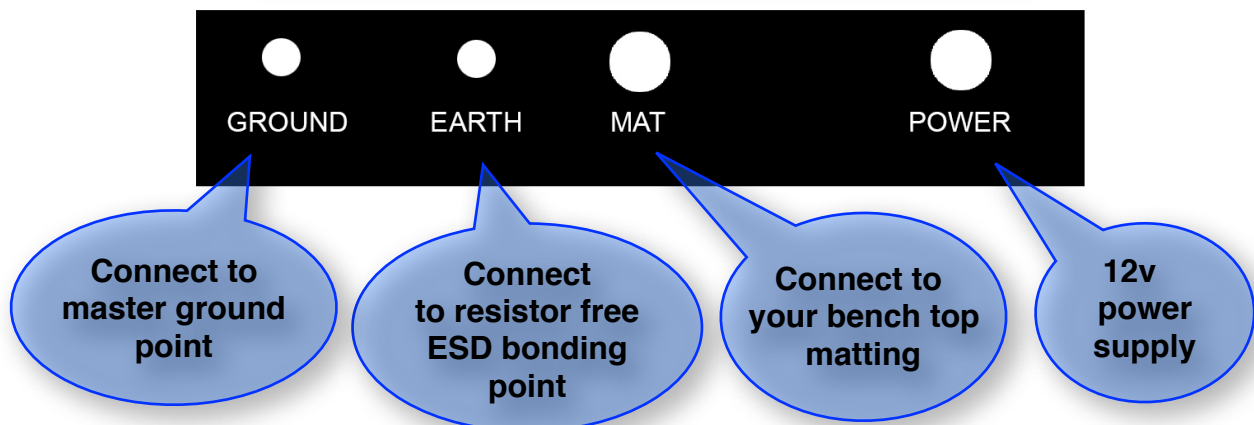 GROUND
EARTH
MAT
POWER
Connect to
master ground
point
Connect
to resistor free
ESD bonding
point
Connect to
your bench top
matting
12v
power
supply